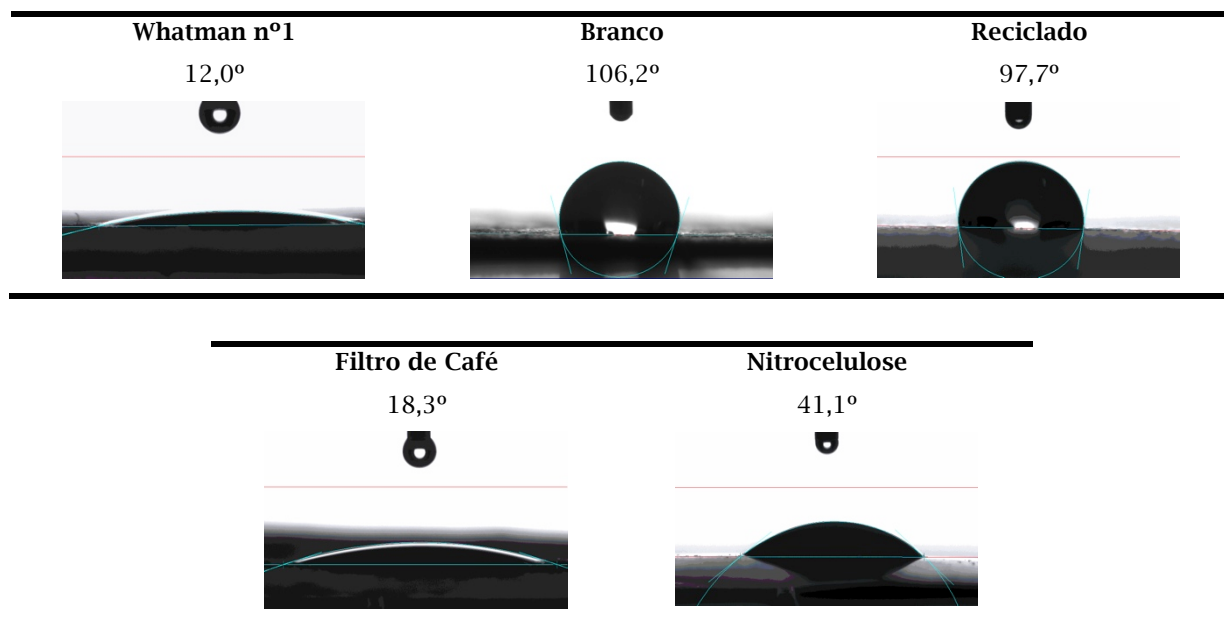 Whatman nº1 Branco Reciclado
12,0º 106,2º 97,7º
Filtro de Café Nitrocelulose
18,3º 41,1º